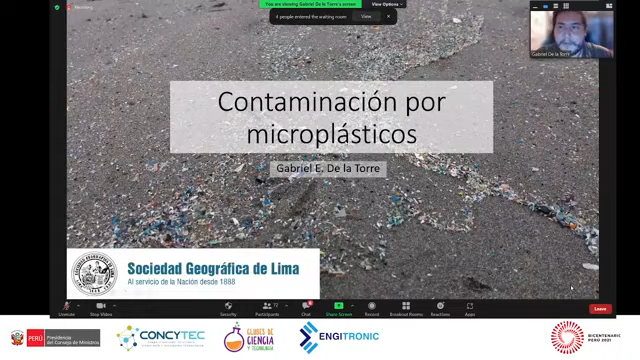 Recording
You are viewing Gabriel De la Torre's screen
View Options
4 people entered the waiting room
View
Gabriel De la Torre
Contaminación por
microplásticos
Gabriel E. De la Torre
Sociedad Geográfica de Lima
Al servicio de la Nación desde 1888
Unmute
Stop Video
Security
Participants
72
Chat
Share Screen
Record
Breakout Rooms
Reactions
Apps
Leave
PERÚ
Presidencia
del Consejo de Ministros
CONCYTEC
CLUBES DE
CIENCIA
Y TECNOLOGÍA
ENGITRONIC
BICENTENARIO
PERÚ 2021